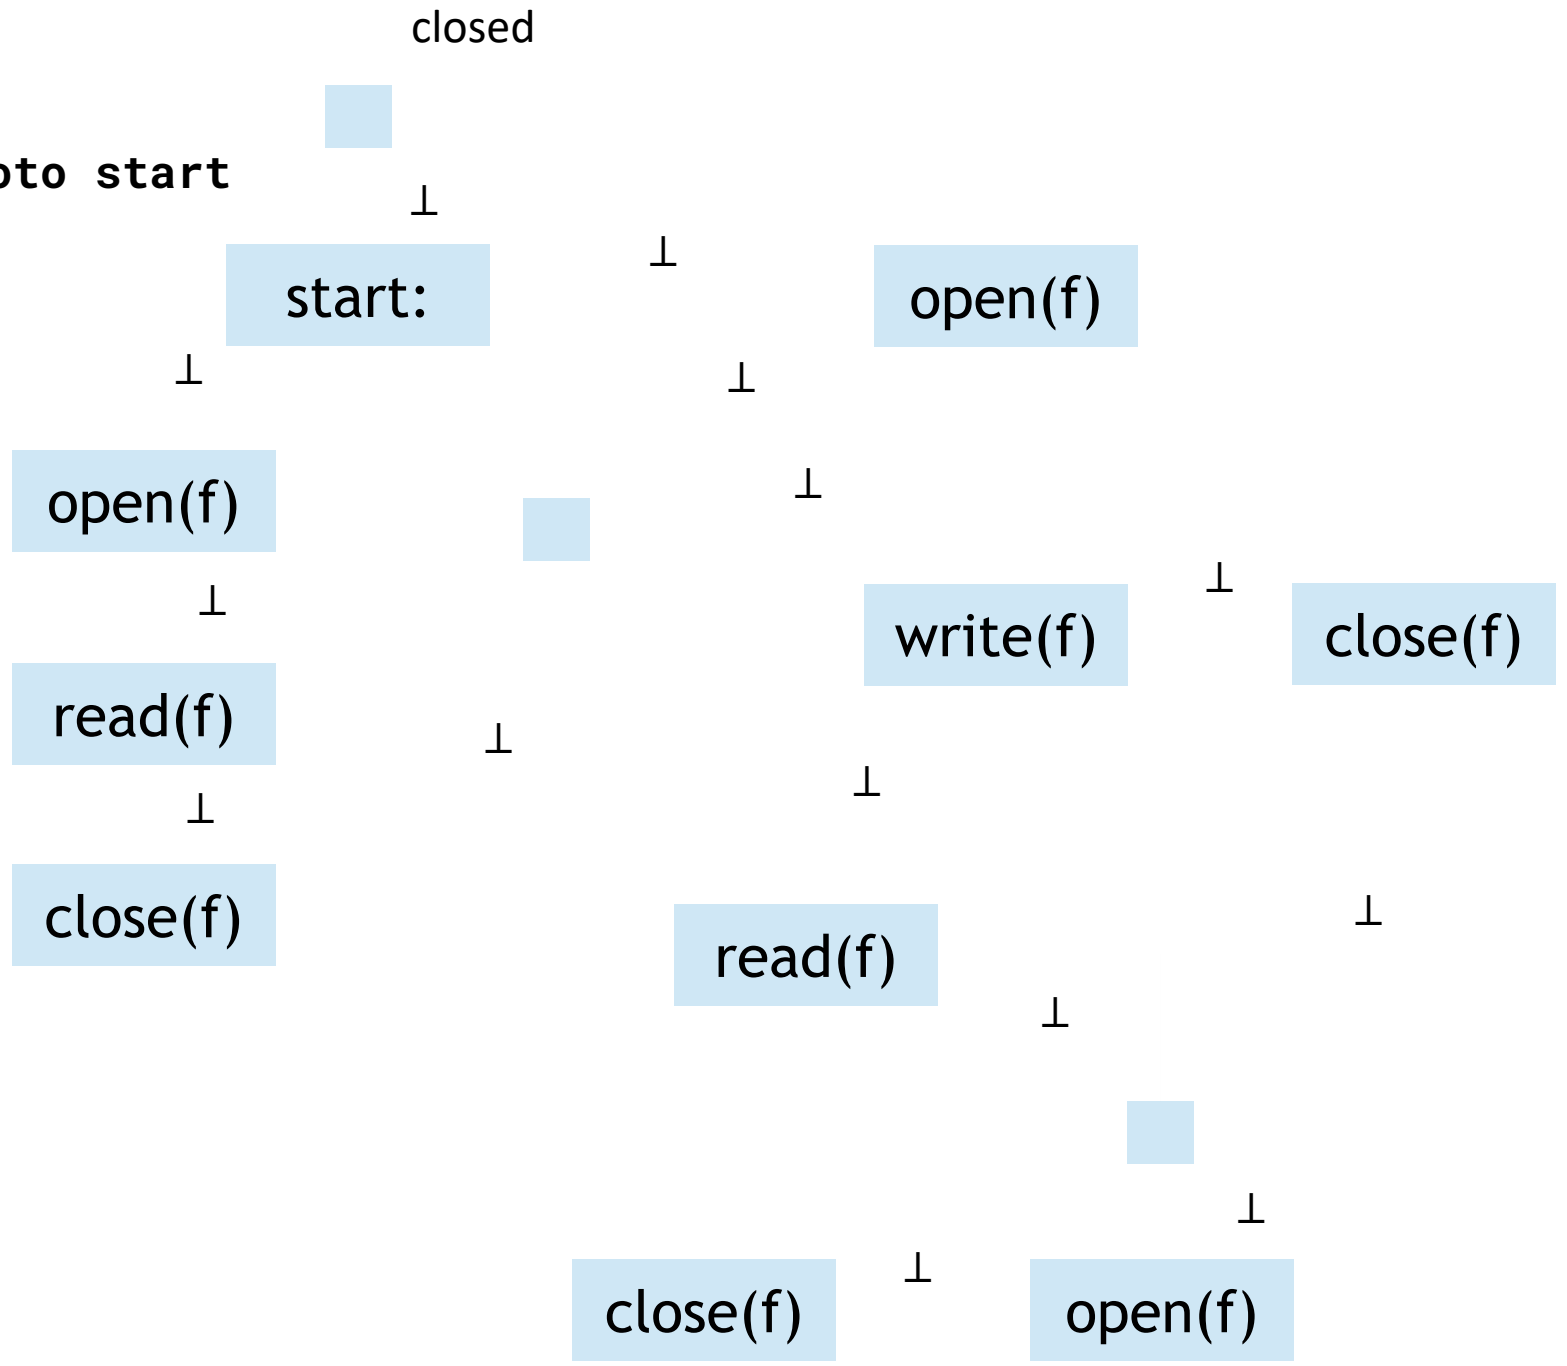 closed
oto start
⊥
⊥
start:
open(f)
⊥
⊥
open(f)
⊥
⊥
write(f)
close(f)
⊥
read(f)
⊥
⊥
⊥
close(f)
⊥
read(f)
⊥
⊥
⊥
close(f)
open(f)